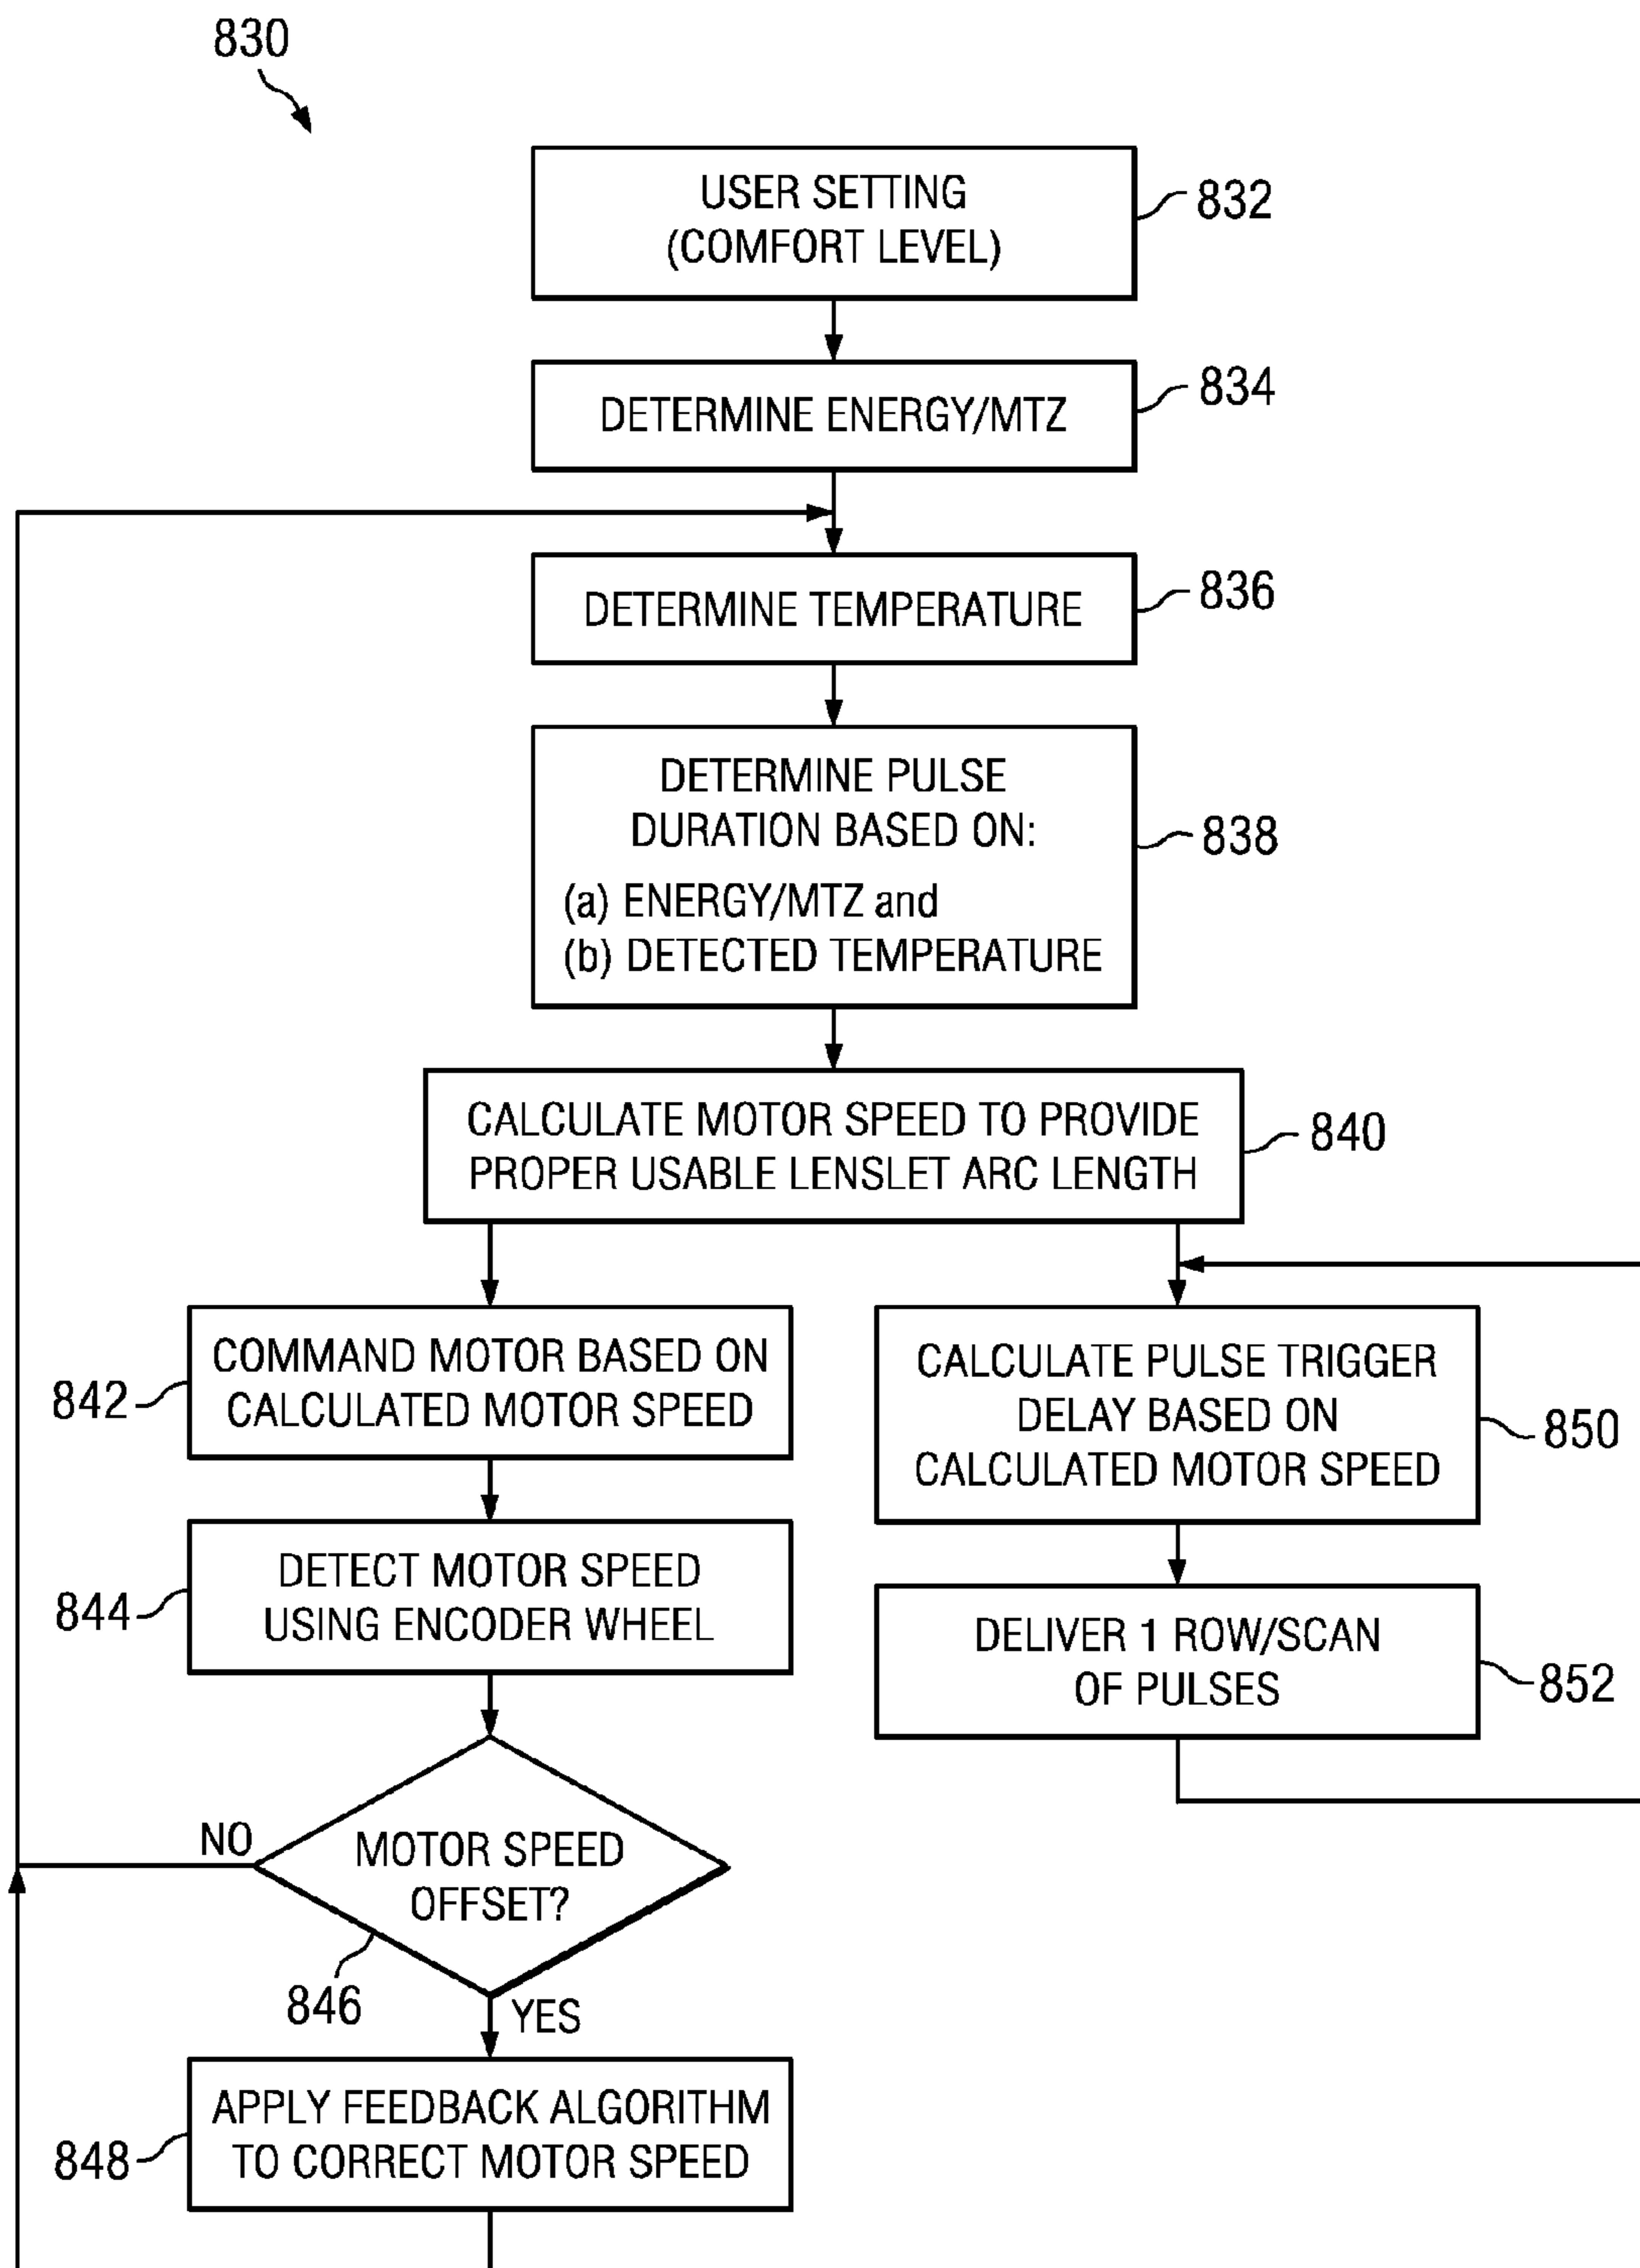 830
USER SETTING
(COMFORT LEVEL)
832
DETERMINE ENERGY/MTZ
834
DETERMINE TEMPERATURE
836
DETERMINE PULSE
DURATION BASED ON:
(a) ENERGY/MTZ and
(b) DETECTED TEMPERATURE
838
CALCULATE MOTOR SPEED TO PROVIDE
PROPER USABLE LENSLET ARC LENGTH
840
COMMAND MOTOR BASED ON
CALCULATED MOTOR SPEED
842
CALCULATE PULSE TRIGGER
DELAY BASED ON
CALCULATED MOTOR SPEED
850
DETECT MOTOR SPEED
USING ENCODER WHEEL
844
DELIVER 1 ROW/SCAN
OF PULSES
852
NO
MOTOR SPEED
OFFSET?
846
YES
APPLY FEEDBACK ALGORITHM
TO CORRECT MOTOR SPEED
848